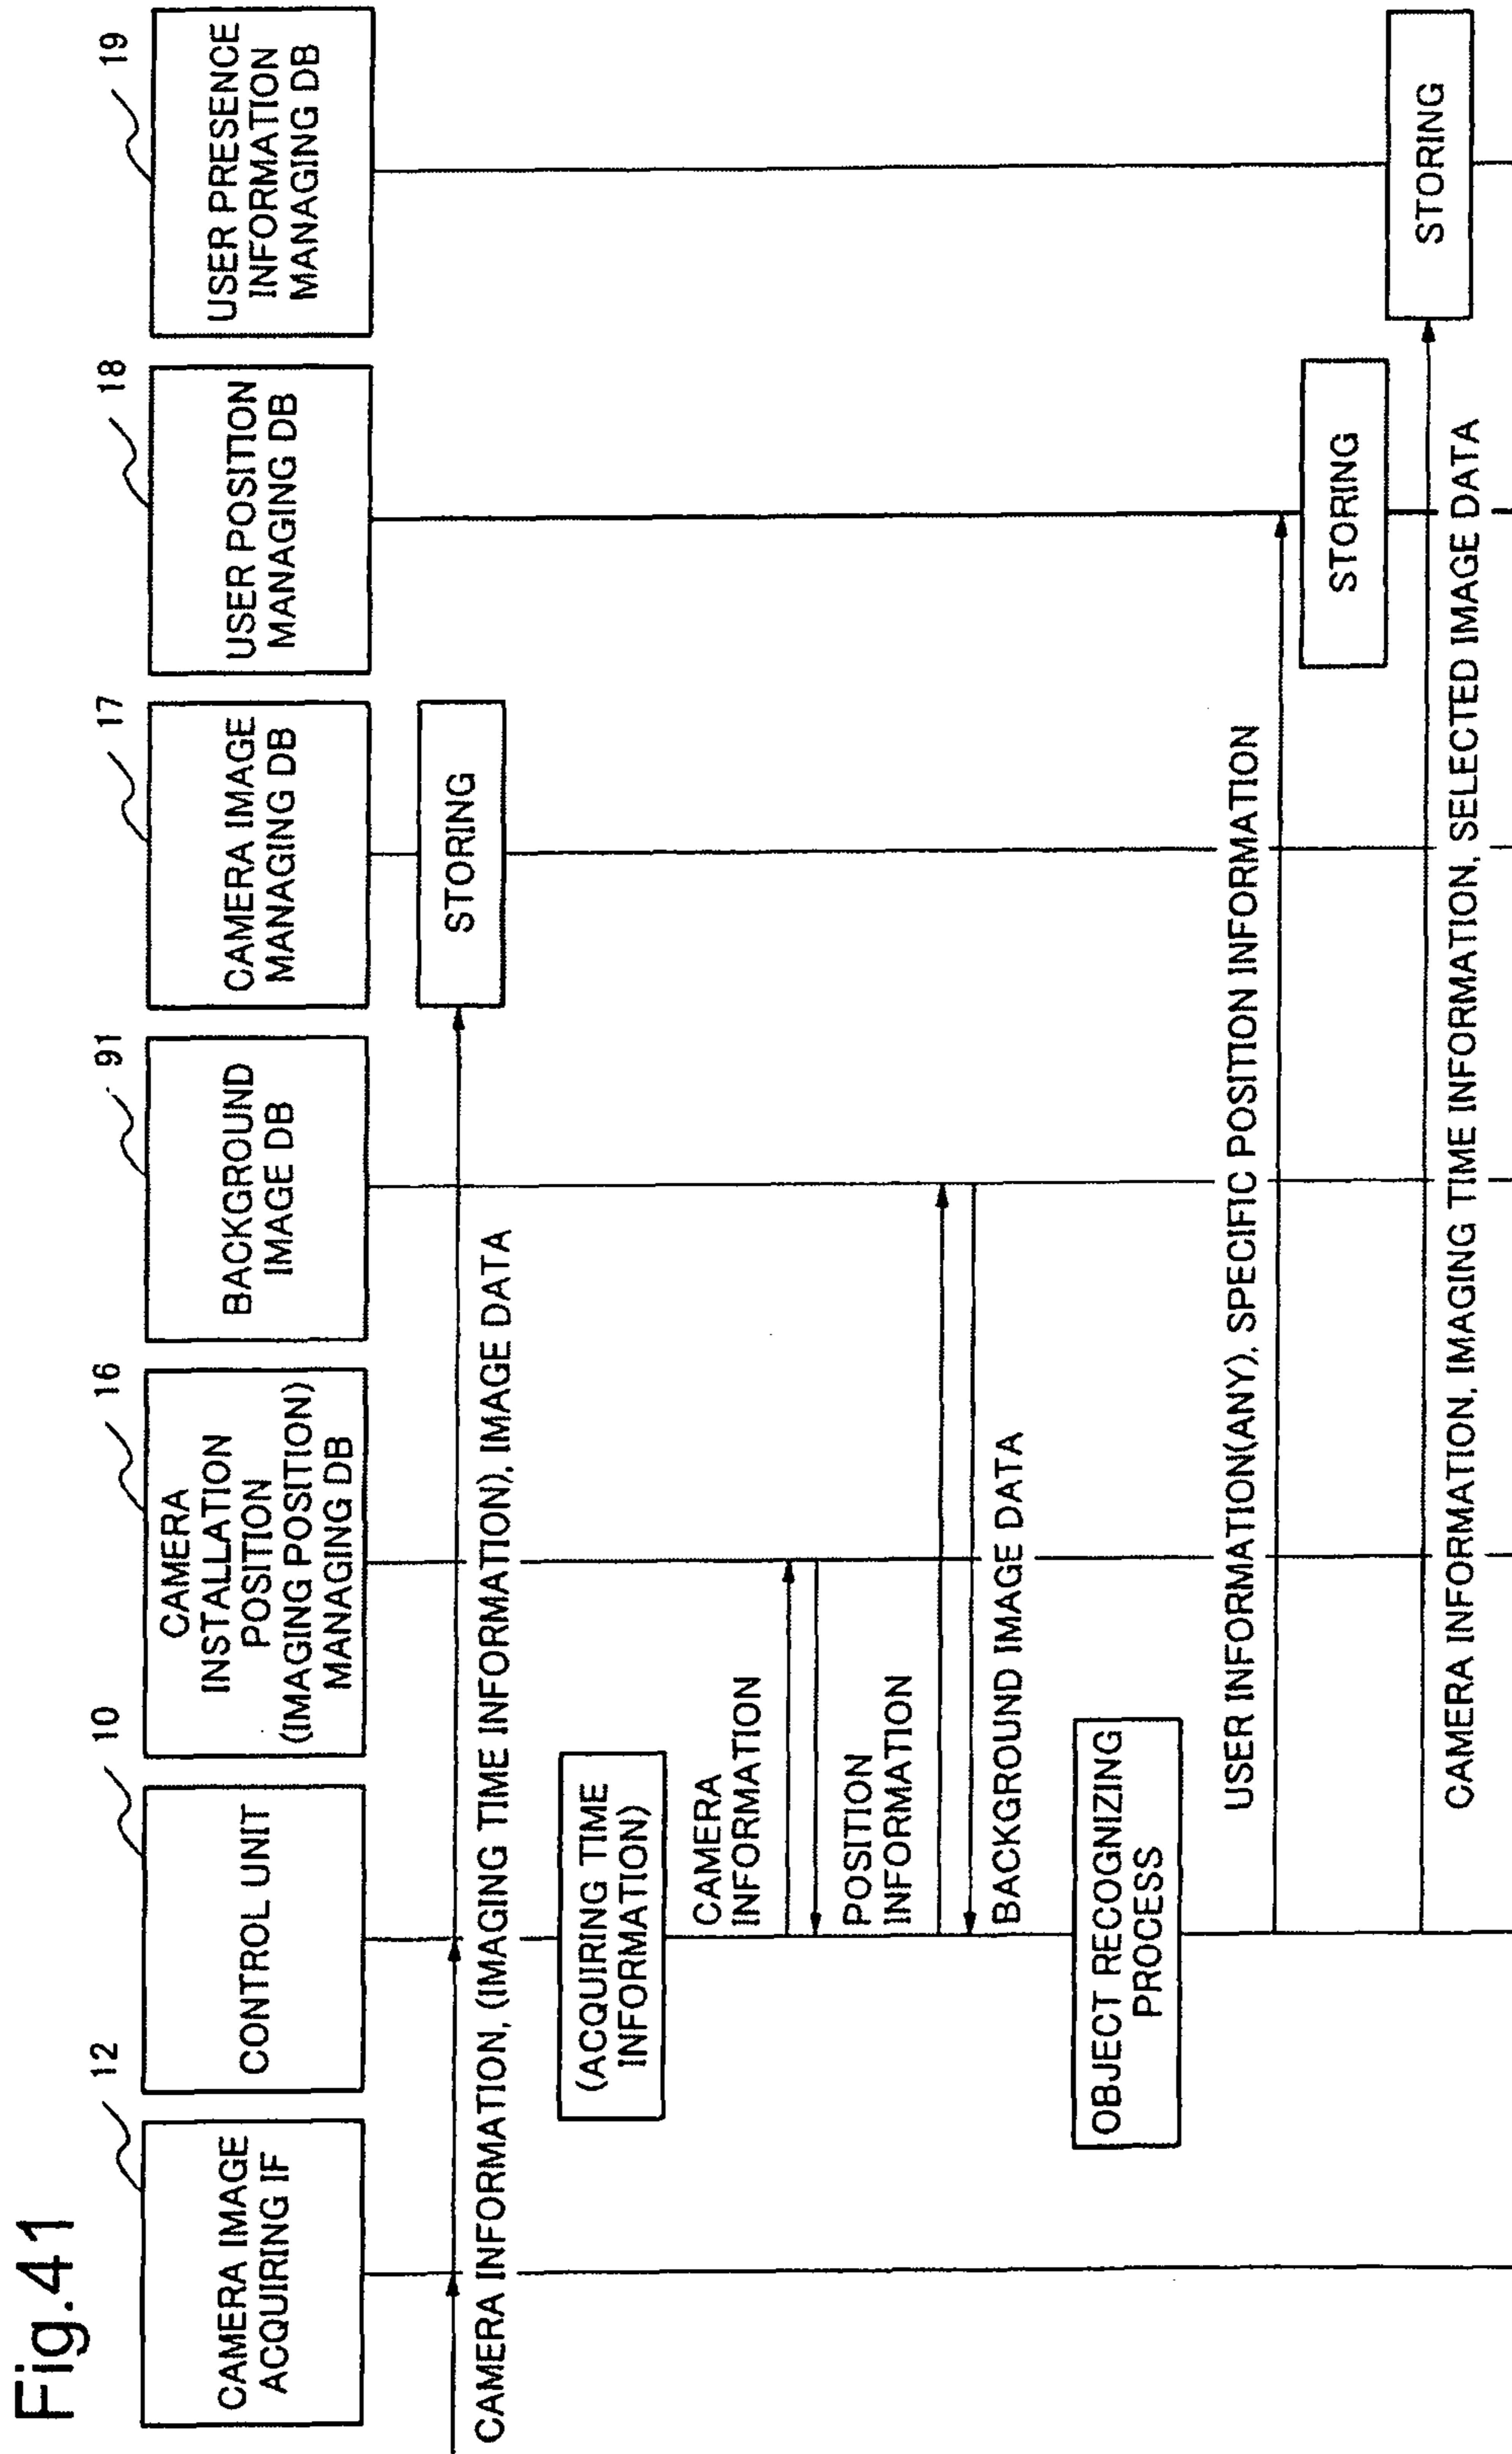 Fig.41
12
CAMERA IMAGE
ACQUIRING IF
10
CONTROL UNIT
16
CAMERA
INSTALLATION
POSITION
(IMAGING POSITION)
MANAGING DB
91
BACKGROUND
IMAGE DB
17
CAMERA IMAGE
MANAGING DB
18
USER POSITION
MANAGING DB
19
USER PRESENCE
INFORMATION
MANAGING DB
STORING
CAMERA INFORMATION, (IMAGING TIME INFORMATION), IMAGE DATA
(ACQUIRING TIME
INFORMATION)
CAMERA
INFORMATION
POSITION
INFORMATION
BACKGROUND IMAGE DATA
OBJECT RECOGNIZING
PROCESS
USER INFORMATION(ANY), SPECIFIC POSITION INFORMATION
STORING
STORING
CAMERA INFORMATION, IMAGING TIME INFORMATION, SELECTED IMAGE DATA